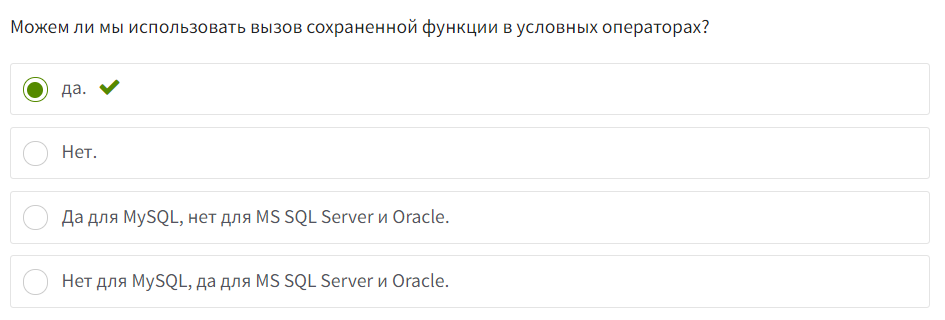 Можем ли мы использовать вызов сохраненной функции в условных операторах?
да.
Нет.
Да для MySQL, нет для MS SQL Server и Oracle.
Нет для MySQL, да для MS SQL Server и Oracle.